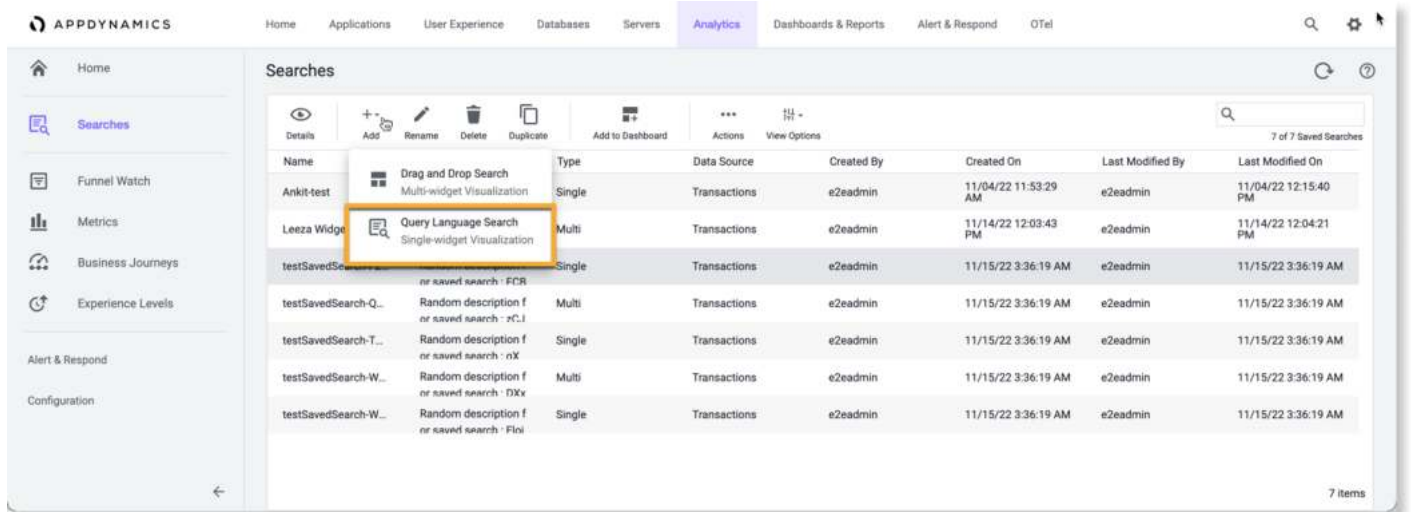 APPDYNAMICS
Home Applications User Experience Databases Servers Analytics Dashboards & Reports Alert & Respond OTel
Home
Searches
Funnel Watch
Metrics
Business Journeys
Experience Levels
Alert & Respond
Configuration
Searches
Details Add Rename Delete Duplicate Add to Dashboard Actions View Options
7 of 7 Saved Searches
Drag and Drop Search
Multi-widget Visualization
Query Language Search
Single-widget Visualization
Name Type Data Source Created By Created On Last Modified By Last Modified On
Ankit-test Single Transactions e2eadmin 11/04/22 11:53:29 AM e2eadmin 11/04/22 12:15:40 PM
Leeza Widge Multi Transactions e2eadmin 11/14/22 12:03:43 PM e2eadmin 11/14/22 12:04:21 PM
Single Transactions e2eadmin 11/15/22 3:36:19 AM e2eadmin 11/15/22 3:36:19 AM
or saved search :
testSavedSearch-Q... Random description f Multi Transactions e2eadmin 11/15/22 3:36:19 AM e2eadmin 11/15/22 3:36:19 AM
or saved search :
testSavedSearch-T... Random description f Single Transactions e2eadmin 11/15/22 3:36:19 AM e2eadmin 11/15/22 3:36:19 AM
or saved search :
testSavedSearch-W... Random description f Multi Transactions e2eadmin 11/15/22 3:36:19 AM e2eadmin 11/15/22 3:36:19 AM
or saved search :
testSavedSearch-W... Random description f Single Transactions e2eadmin 11/15/22 3:36:19 AM e2eadmin 11/15/22 3:36:19 AM
or saved search :
7 items